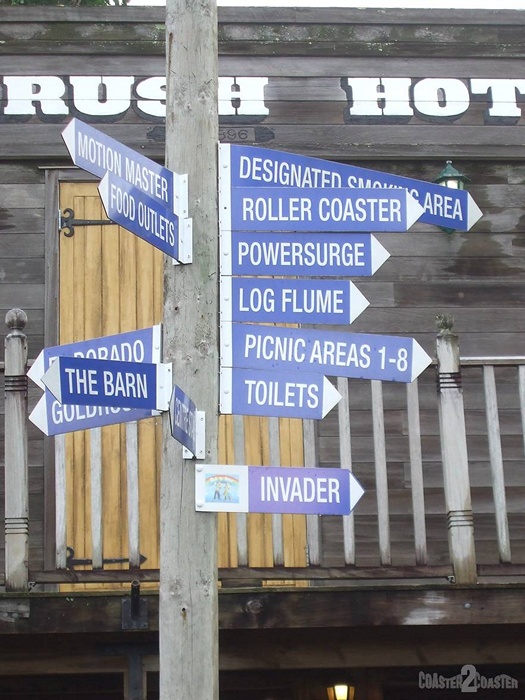 RUSH HOT
MOTION MASTER
FOOD OUTLETS
DESIGNATED SMOKING AREA
ROLLER COASTER
POWERSURGE
LOG FLUME
PICNIC AREAS 1-8
TOILETS
THE BARN
INVADER
COASTER2COASTER